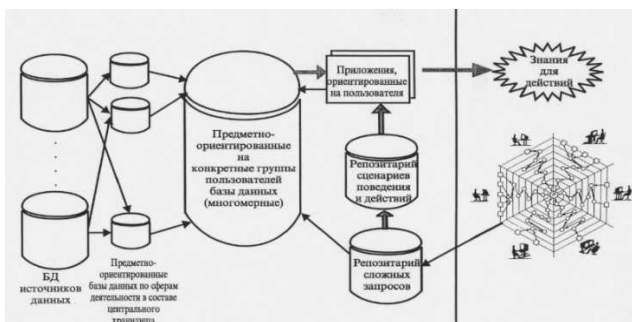 Приложения,
ориентированные
на пользователя
Знания
для
действий
Предметно-
ориентированные
на
конкретные группы
пользователей
базы данных
(многомерные)
Репозитарий
сценариев
поведения
и действий
Репозитарий
сложных
запросов
БД
источников
данных
Предметно-
ориентированные
базы данных по сферам
деятельности в составе
центрального
хранилища